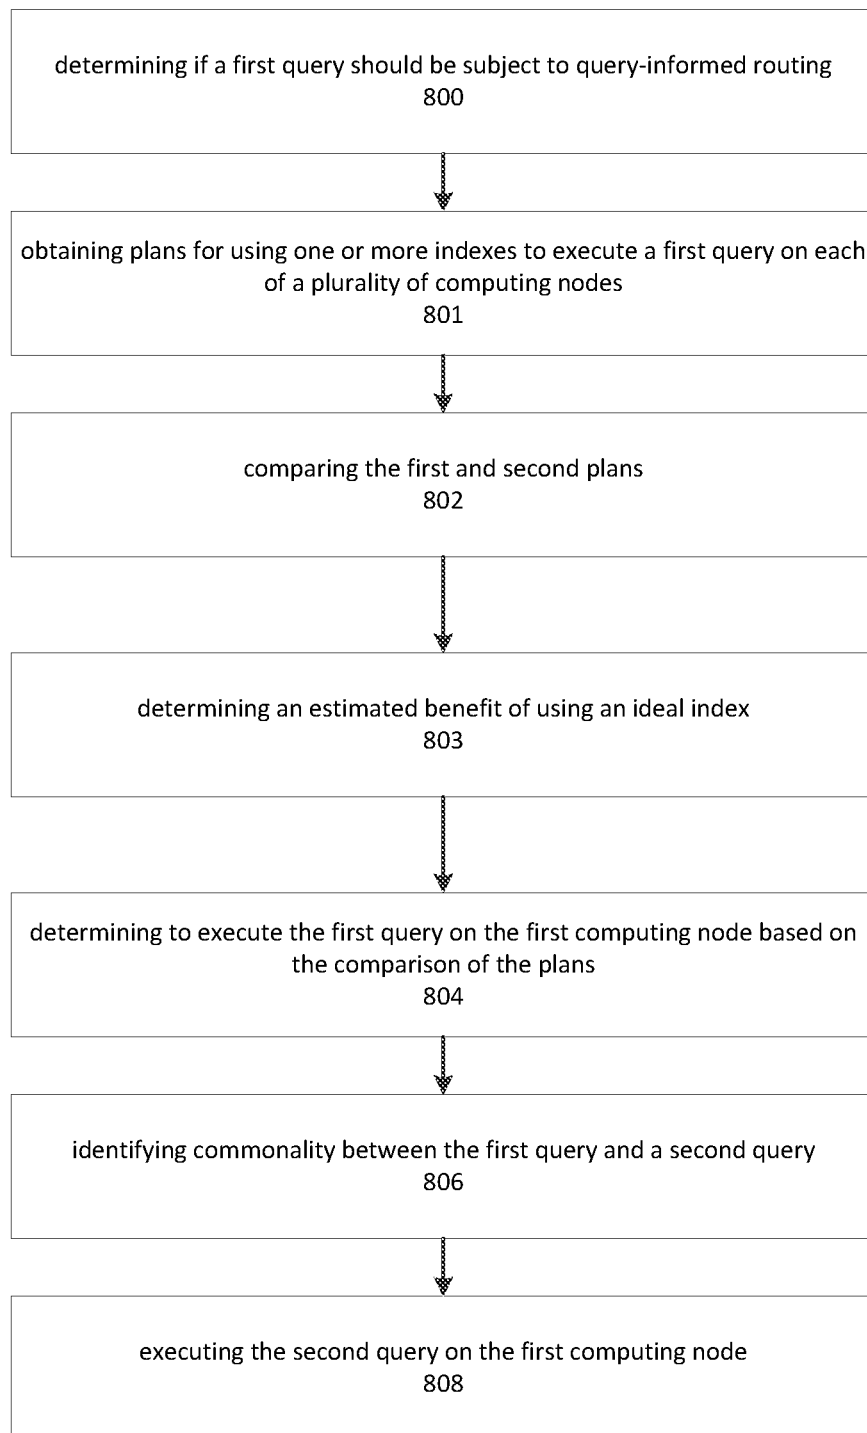 determining if a first query should be subject to query-informed routing
800
obtaining plans for using one or more indexes to execute a first query on each
of a plurality of computing nodes
801
comparing the first and second plans
802
determining an estimated benefit of using an ideal index
803
determining to execute the first query on the first computing node based on
the comparison of the plans
804
identifying commonality between the first query and a second query
806
executing the second query on the first computing node
808